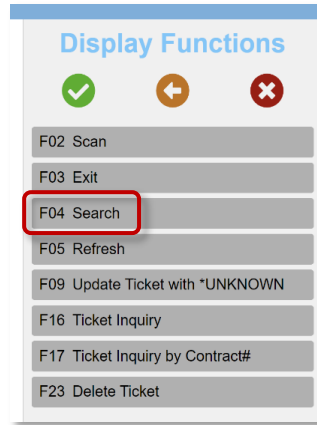 Display Functions
F02 Scan
F03 Exit
F04 Search
F05 Refresh
F09 Update Ticket with *UNKNOWN
F16 Ticket Inquiry
F17 Ticket Inquiry by Contract#
F23 Delete Ticket